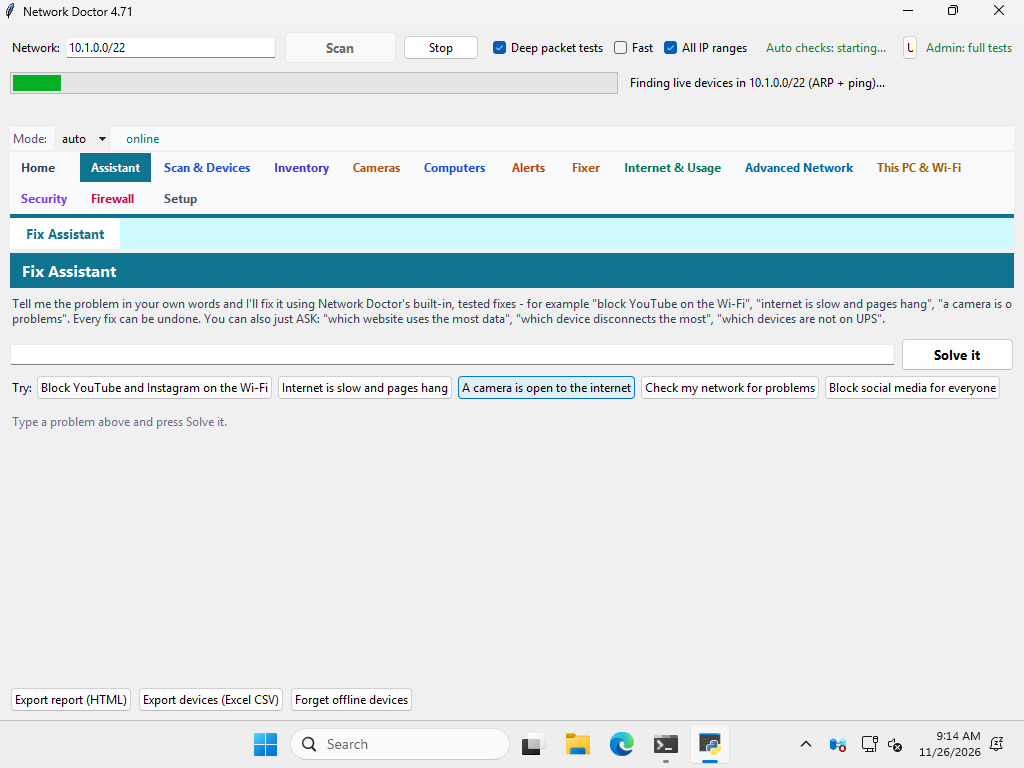 Network Doctor 4.71
Network: 10.1.0.0/22 Scan Stop Deep packet tests Fast All IP ranges Auto checks: starting... Admin: full tests
Finding live devices in 10.1.0.0/22 (ARP + ping)...
Mode: auto online
Home Assistant Scan & Devices Inventory Cameras Computers Alerts Fixer Internet & Usage Advanced Network This PC & Wi-Fi
Security Firewall Setup
Fix Assistant
Fix Assistant
Tell me the problem in your own words and I'll fix it using Network Doctor's built-in, tested fixes - for example "block YouTube on the Wi-Fi", "internet is slow and pages hang", "a camera is o
problems". Every fix can be undone. You can also just ASK: "which website uses the most data", "which device disconnects the most", "which devices are not on UPS".
Solve it
Try: Block YouTube and Instagram on the Wi-Fi Internet is slow and pages hang A camera is open to the internet Check my network for problems Block social media for everyone
Type a problem above and press Solve it.
Export report (HTML) Export devices (Excel CSV) Forget offline devices
Search
9:14 AM
11/26/2026